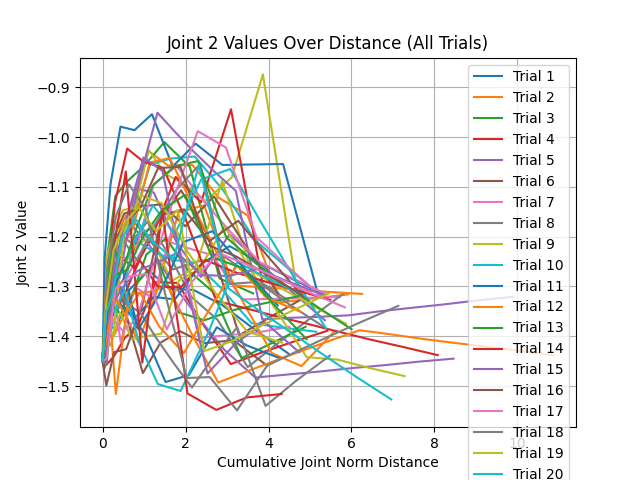 Joint 2 Values Over Distance (All Trials)
Joint 2 Value
−0.9
−1.0
−1.1
−1.2
−1.3
−1.4
−1.5
0
2
4
6
8
10
Cumulative Joint Norm Distance
Trial 1
Trial 2
Trial 3
Trial 4
Trial 5
Trial 6
Trial 7
Trial 8
Trial 9
Trial 10
Trial 11
Trial 12
Trial 13
Trial 14
Trial 15
Trial 16
Trial 17
Trial 18
Trial 19
Trial 20